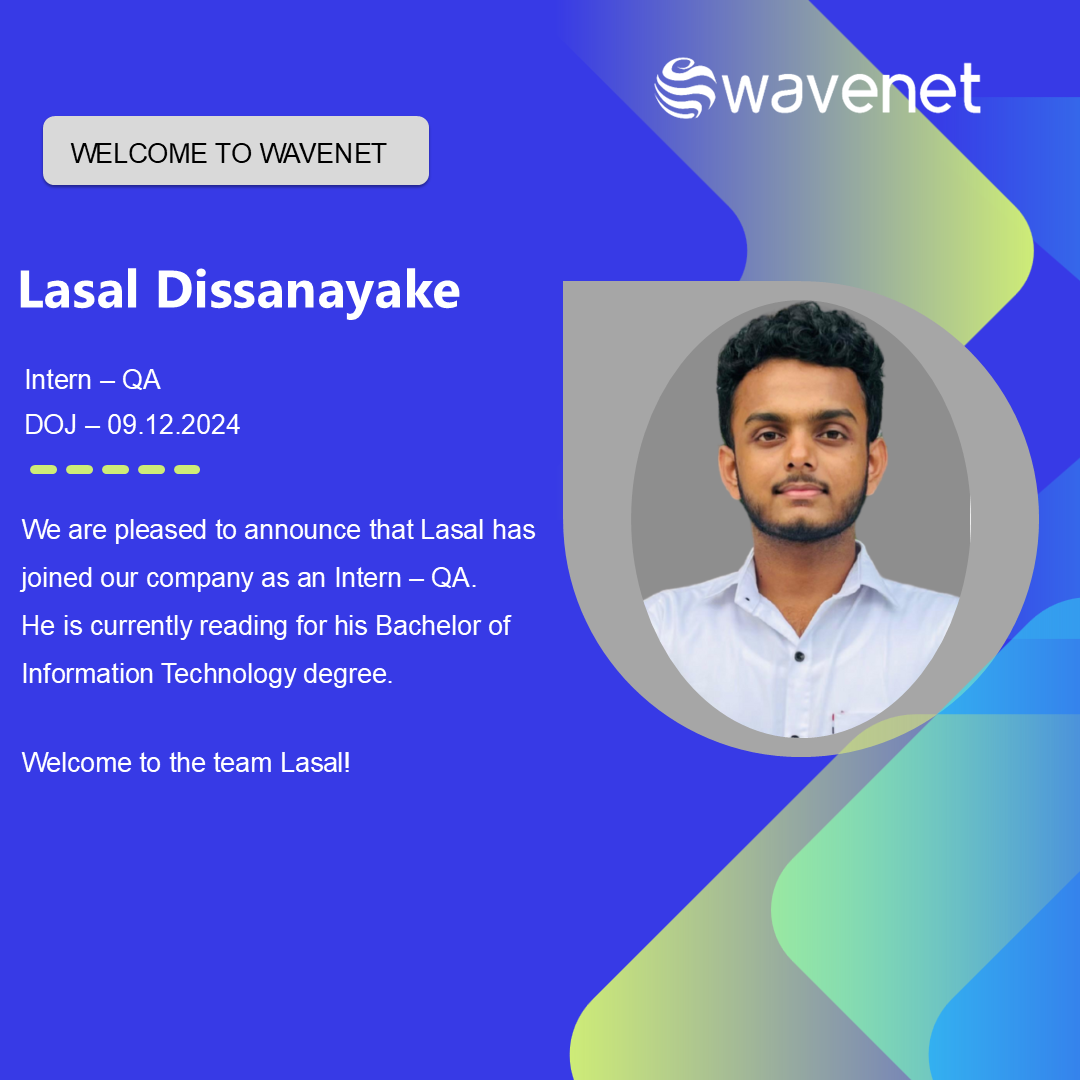 wavenet
WELCOME TO WAVENET
Lasal Dissanayake
Intern – QA
DOJ – 09.12.2024
We are pleased to announce that Lasal has
joined our company as an Intern – QA.
He is currently reading for his Bachelor of
Information Technology degree.
Welcome to the team Lasal!